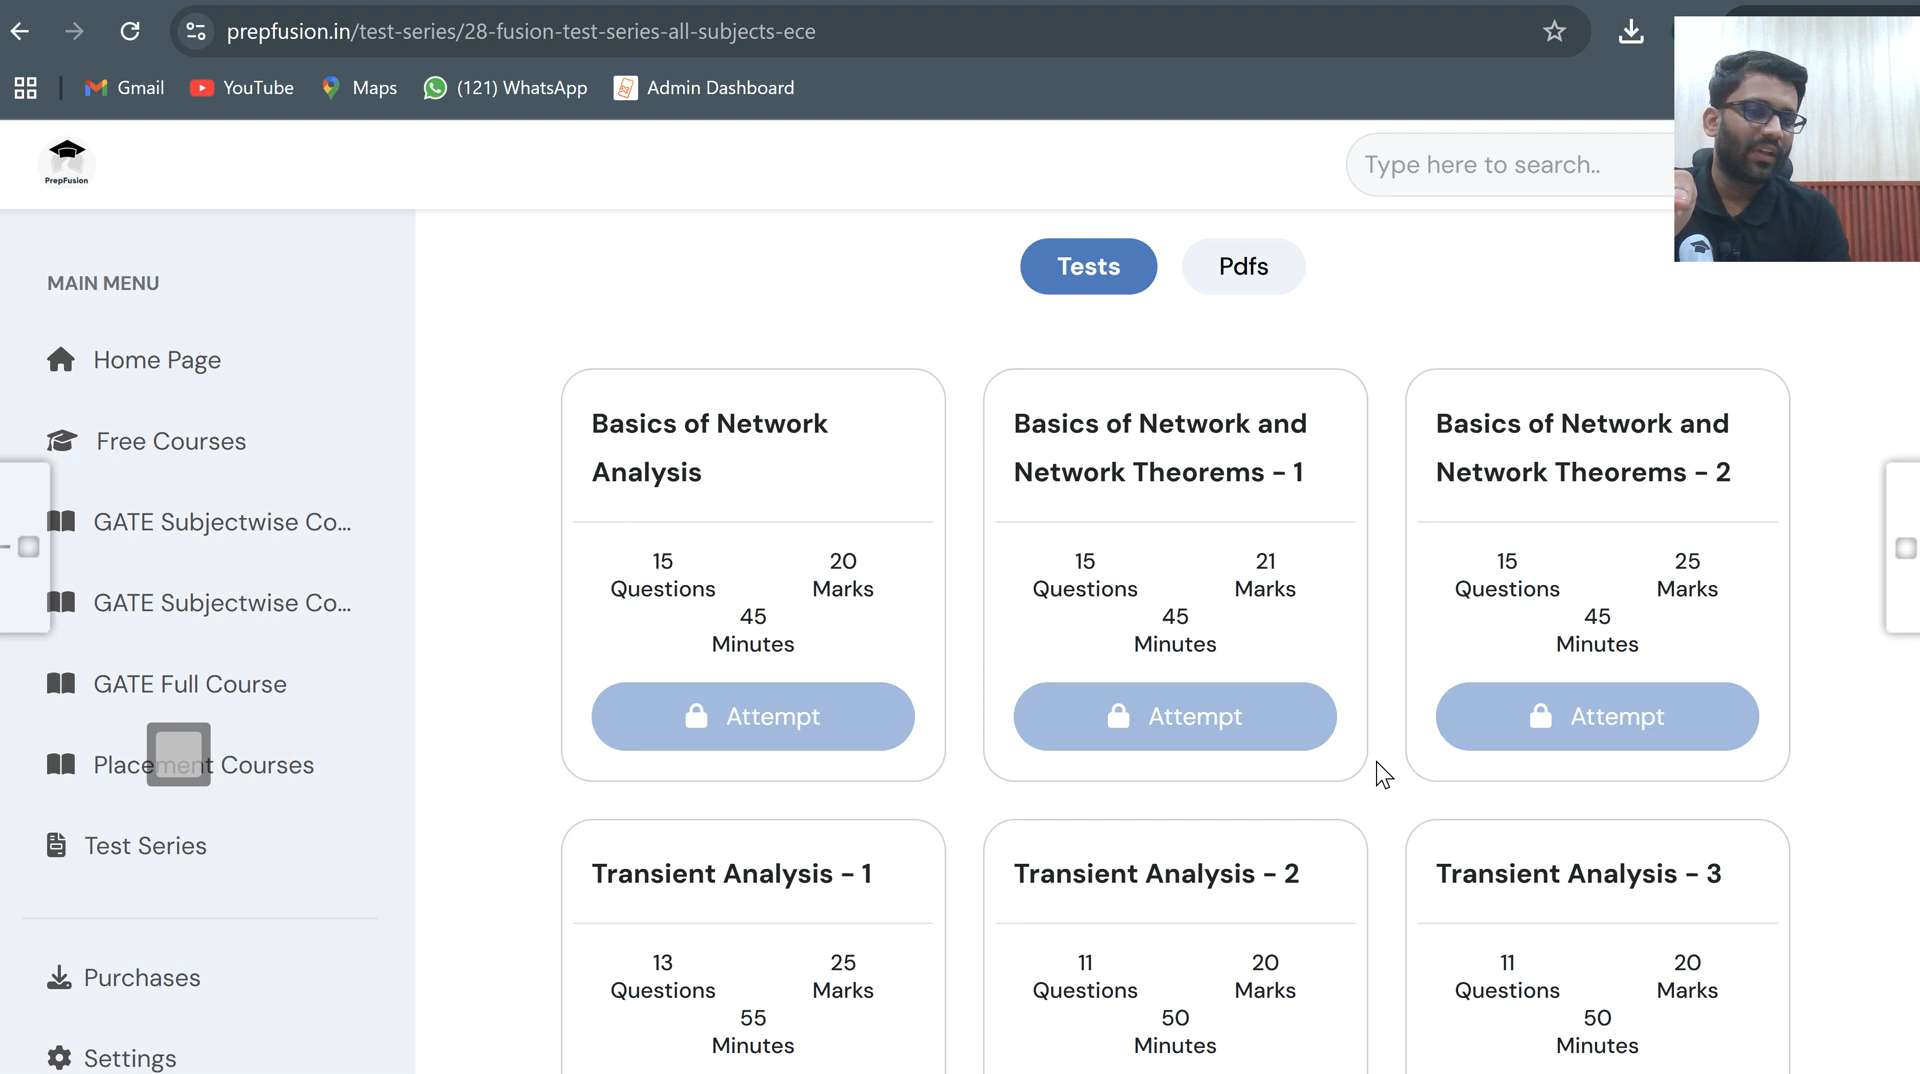 prepfusion.in/test-series/28-fusion-test-series-all-subjects-ece
Gmail
YouTube
Maps
(121) WhatsApp
Admin Dashboard
PrepFusion
Type here to search..
MAIN MENU
Home Page
Free Courses
GATE Subjectwise Co...
GATE Subjectwise Co...
GATE Full Course
Placement Courses
Test Series
Purchases
Settings
Tests
Pdfs
Basics of Network
Analysis
15 20
Questions Marks
45
Minutes
Attempt
Basics of Network and
Network Theorems - 1
15 21
Questions Marks
45
Minutes
Attempt
Basics of Network and
Network Theorems - 2
15 25
Questions Marks
45
Minutes
Attempt
Transient Analysis - 1
13 25
Questions Marks
55
Minutes
Transient Analysis - 2
11 20
Questions Marks
50
Minutes
Transient Analysis - 3
11 20
Questions Marks
50
Minutes